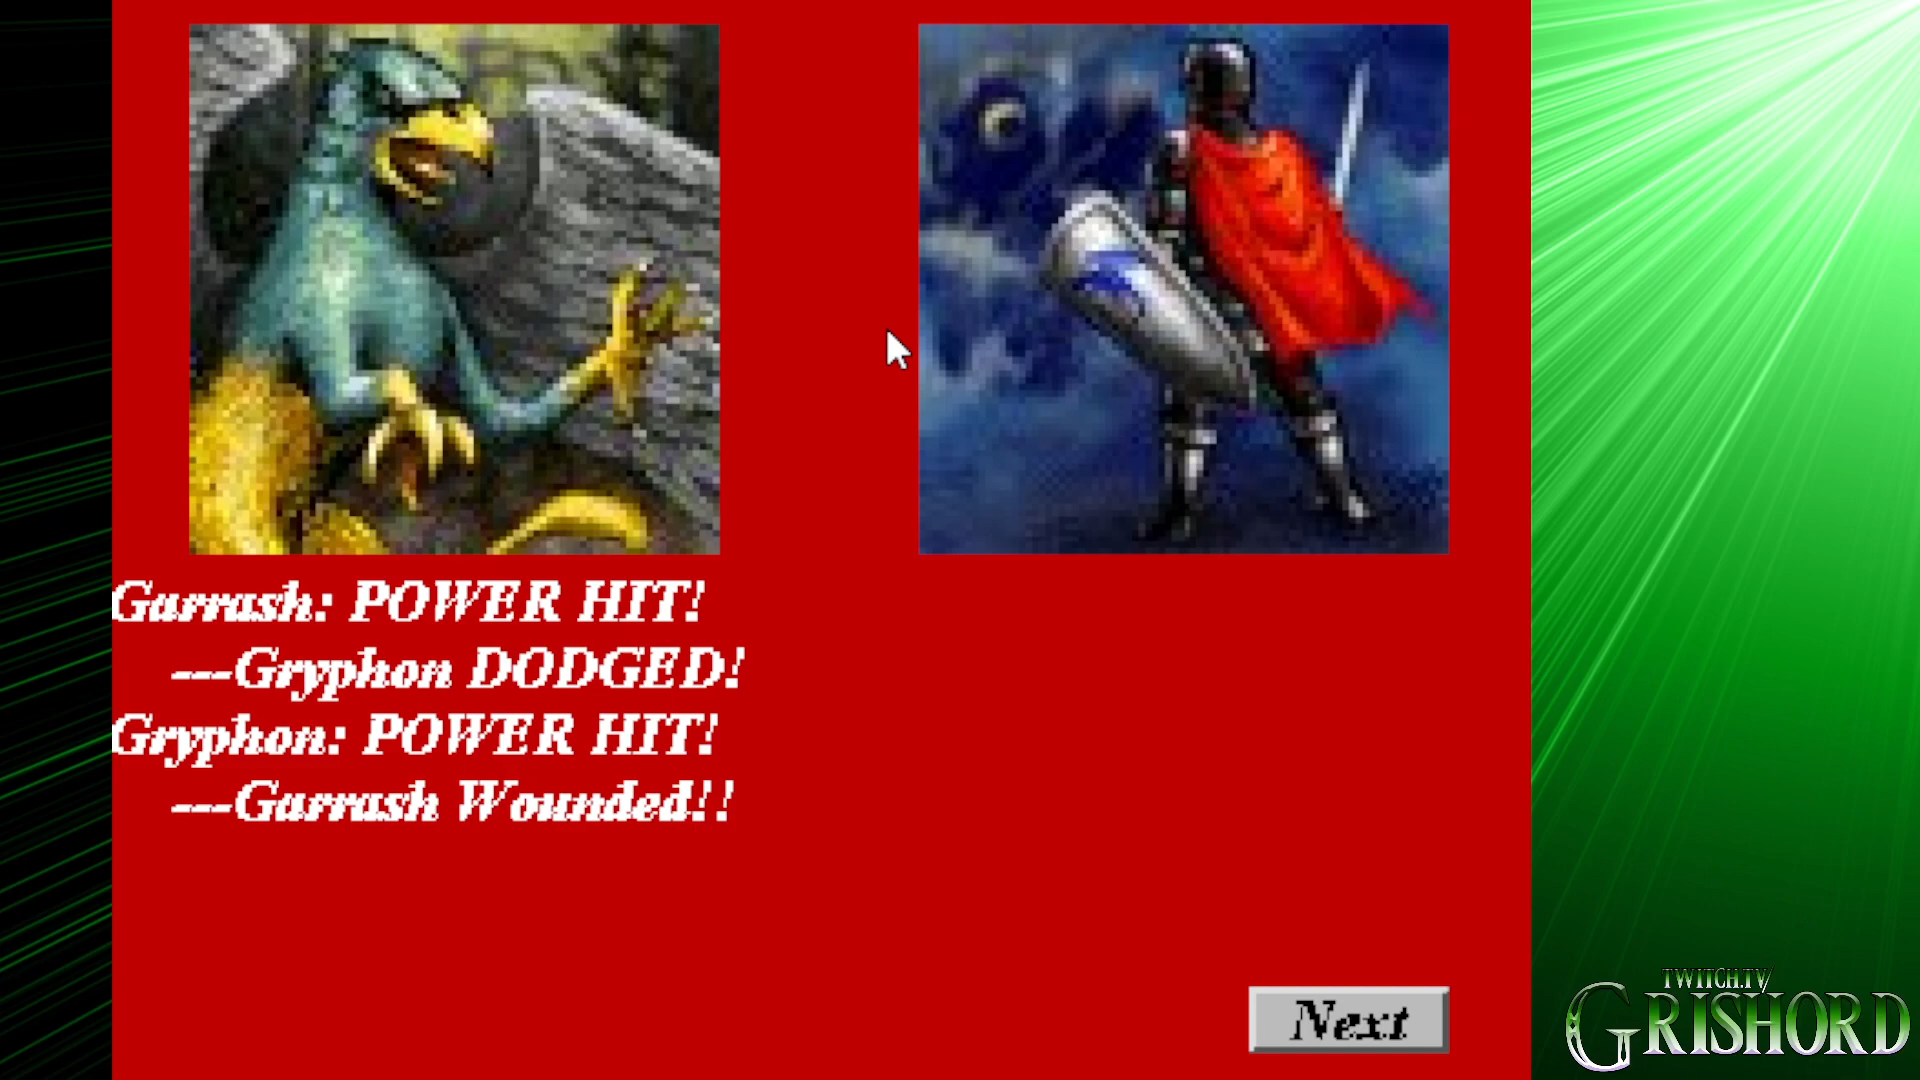 Garrash: POWER HIT!
---Gryphon DODGED!
Gryphon: POWER HIT!
---Garrash Wounded!!
Next
TWITCH.TV/
GRISHORD